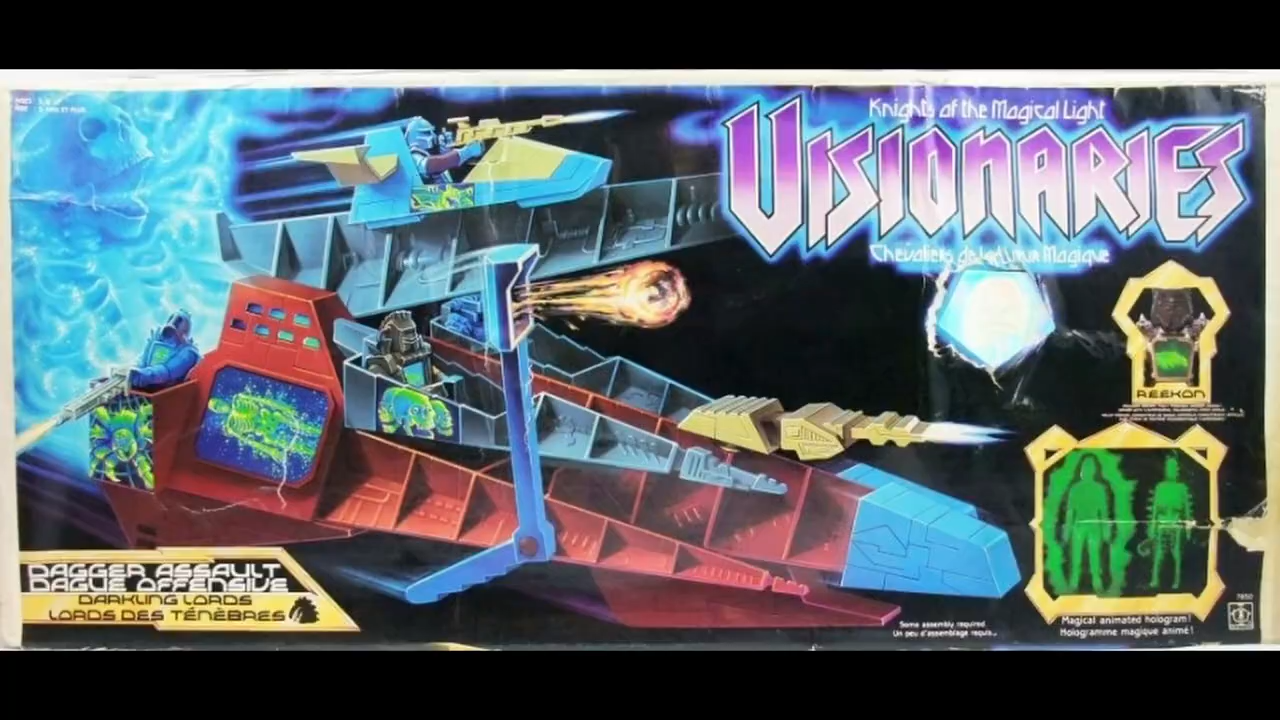 Knights of the Magical Light
VISIONARIES
Chevaliers de la Magique
REEKON
DAGGER ASSAULT
DAGUE OFFENSIVE
DARKLING LORDS
LORDS DES TÉNÈBRES
Some assembly required.
Un peu d'assemblage requis.
7850
Magical animated hologram!
Hologramme magique animé!